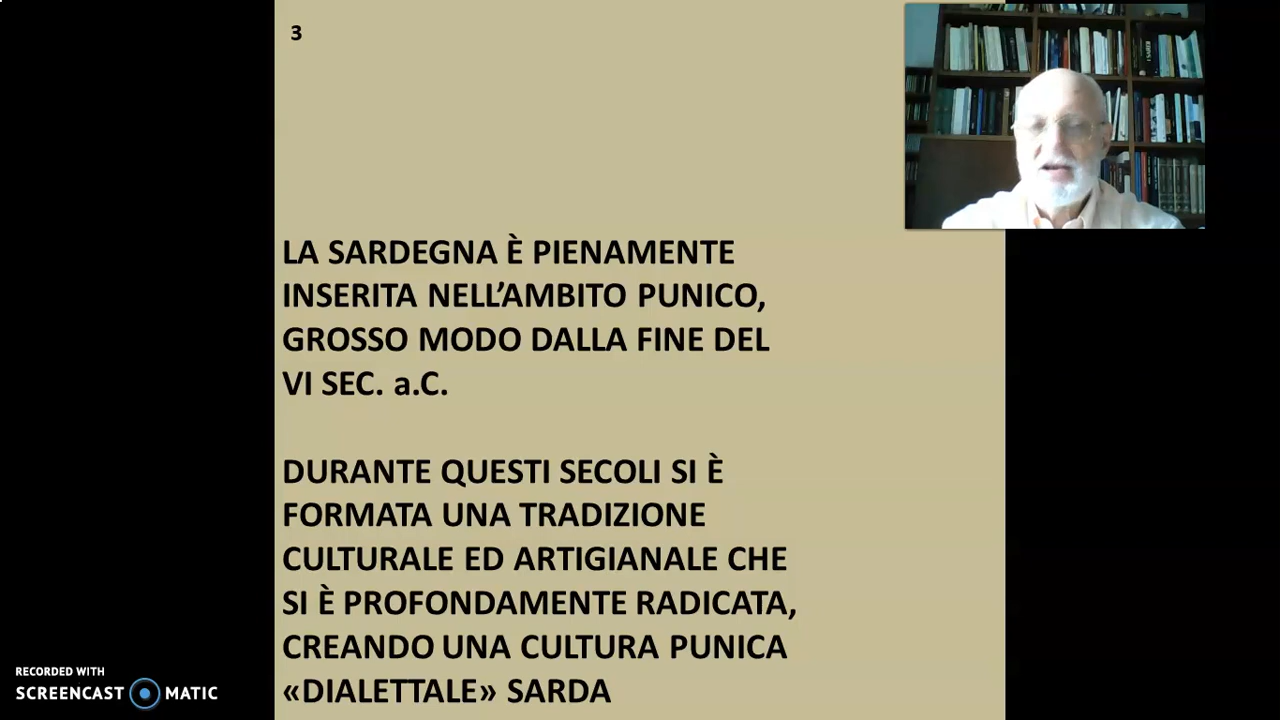 3
LA SARDEGNA È PIENAMENTE
INSERITA NELL’AMBITO PUNICO,
GROSSO MODO DALLA FINE DEL
VI SEC. a.C.
DURANTE QUESTI SECOLI SI È
FORMATA UNA TRADIZIONE
CULTURALE ED ARTIGIANALE CHE
SI È PROFONDAMENTE RADICATA,
CREANDO UNA CULTURA PUNICA
«DIALETTALE» SARDA
RECORDED WITH
SCREENCAST MATIC